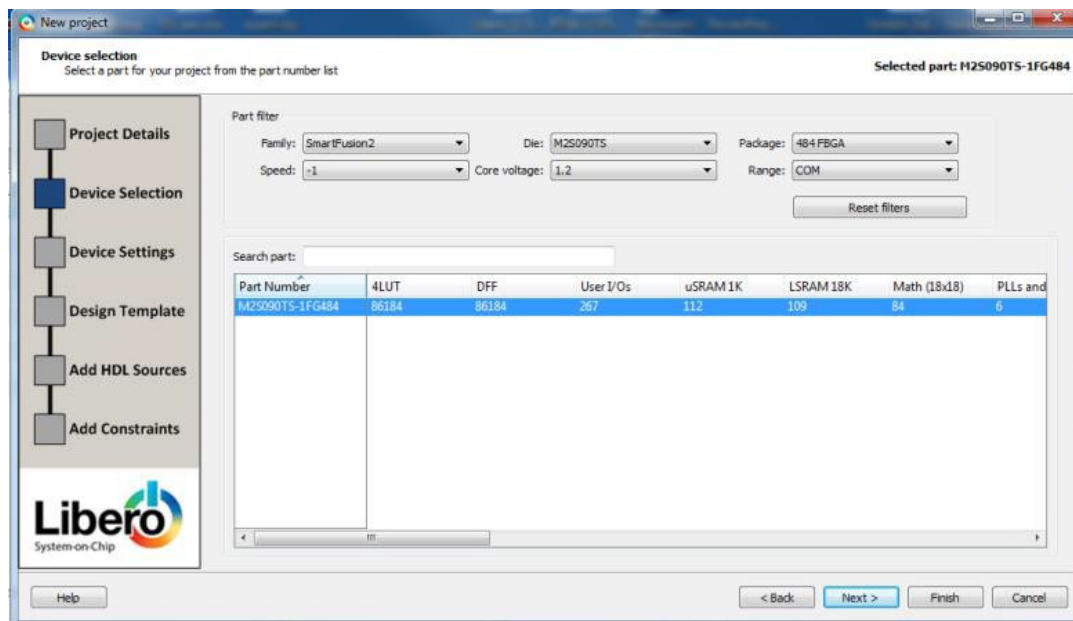 New project
Device selection
Select a part for your project from the part number list
Selected part: M2S090TS-1FG484
Project Details
Device Selection
Device Settings
Design Template
Add HDL Sources
Add Constraints
Libero
System-on-Chip
Part filter
Family: SmartFusion2 Die: M2S090TS Package: 484 FBGA
Speed: -1 Core voltage: 1.2 Range: COM
Reset filters
Search part:
Part Number 4LUT DFF User I/Os uSRAM 1K LSRAM 18K Math (18x18) PLLs and
M2S090TS-1FG484 86184 86184 267 112 109 84 6
Help < Back Next > Finish Cancel